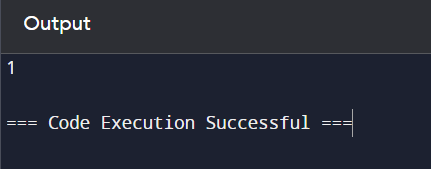 Output
1
=== Code Execution Successful ===